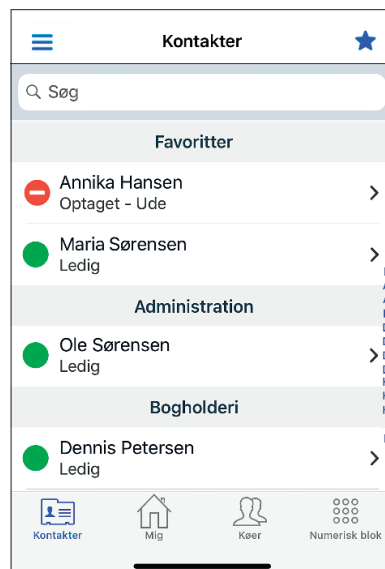 Kontakter
Søg
Favoritter
Annika Hansen
Optaget - Ude
Maria Sørensen
Ledig
Administration
Ole Sørensen
Ledig
Bogholderi
Dennis Petersen
Ledig
Kontakter
Mig
Køer
Numerisk blok